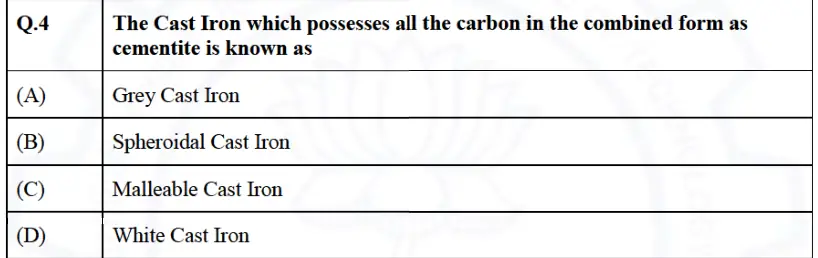 Q.4 The Cast Iron which possesses all the carbon in the combined form as
cementite is known as
(A) Grey Cast Iron
(B) Spheroidal Cast Iron
(C) Malleable Cast Iron
(D) White Cast Iron